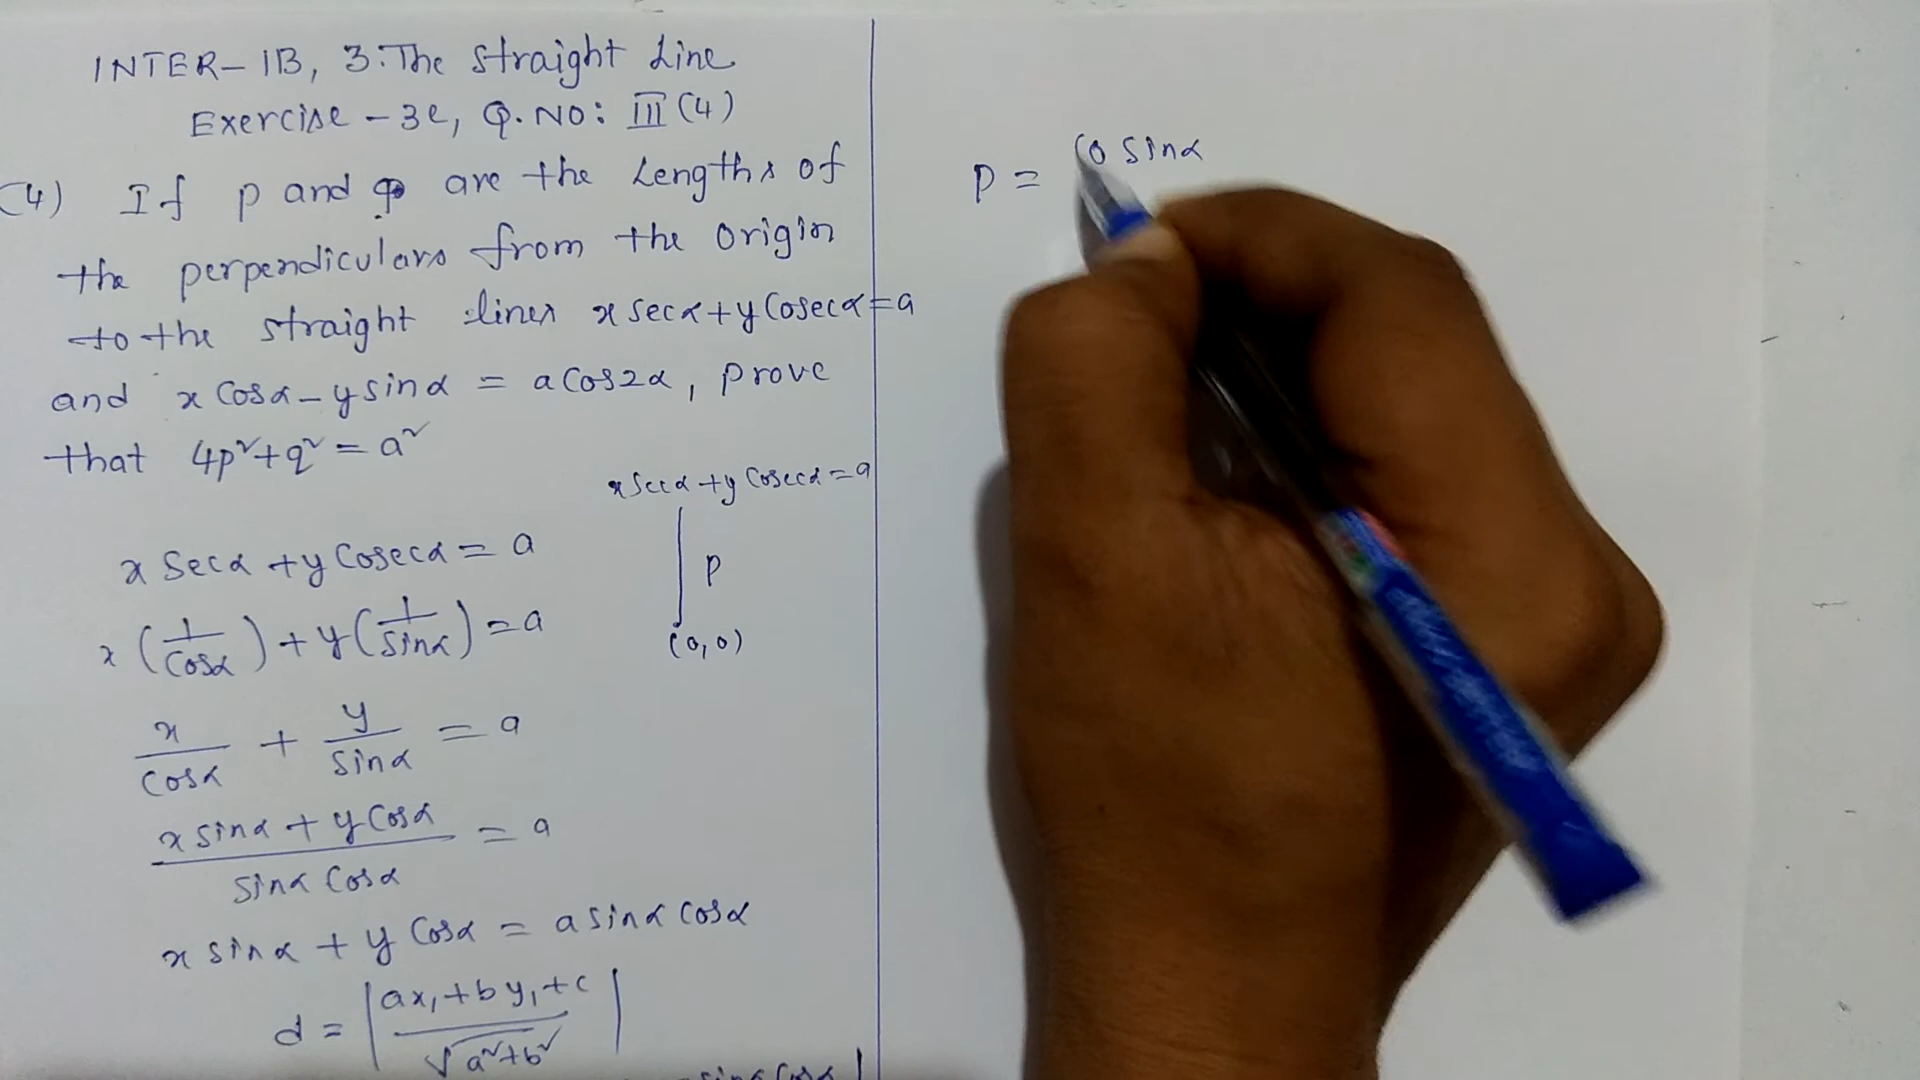 INTER-IB, 3:The straight Line
Exercise - 3e, Q.NO: III (4)
(4) If p and q are the Lengths of
the perpendiculars from the origin
to the straight lines x secα+y Cosecα=a
and x Cosα-y sinα = a Cos2α, prove
that 4p²+q² = a²
x Secα +y Cosecα = a
x Secα +y Cosecα = a
p
(0,0)
x (1/Cosα) + y (1/Sinα) = a
x/Cosα + y/Sinα = a
x sinα + y Cosα / Sinα Cosα = a
x sinα + y Cosα = a sinα Cosα
d = |ax₁+by₁+c / √a²+b²|
sinα Cosα|
p = (0 Sinα